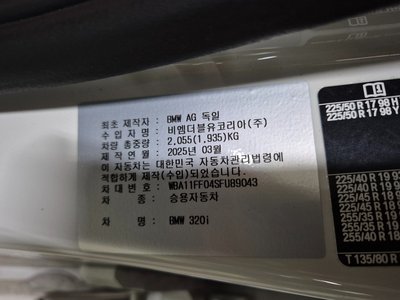 최초 제작자 : BMW AG 독일
수 입 자 명 : 비엠더블유코리아(주)
차량 총중량 : 2,055(1,935)KG
제 작 연 월 : 2025년 03월
이 자동차는 대한민국 자동차관리법령에
적합하게 제작(수입)되었습니다.
차 대 번 호 : WBA11FF04SFU89043
차 종 : 승용자동차
차 명 : BMW 320i
225/50 R 17 98 H
225/50 R 17 98 Y
225/40 R 19 93
225/45 R 18 95
225/40 R 19 93
255/35 R 19
225/45 R 18
255/40 R 18
T 135/80 R